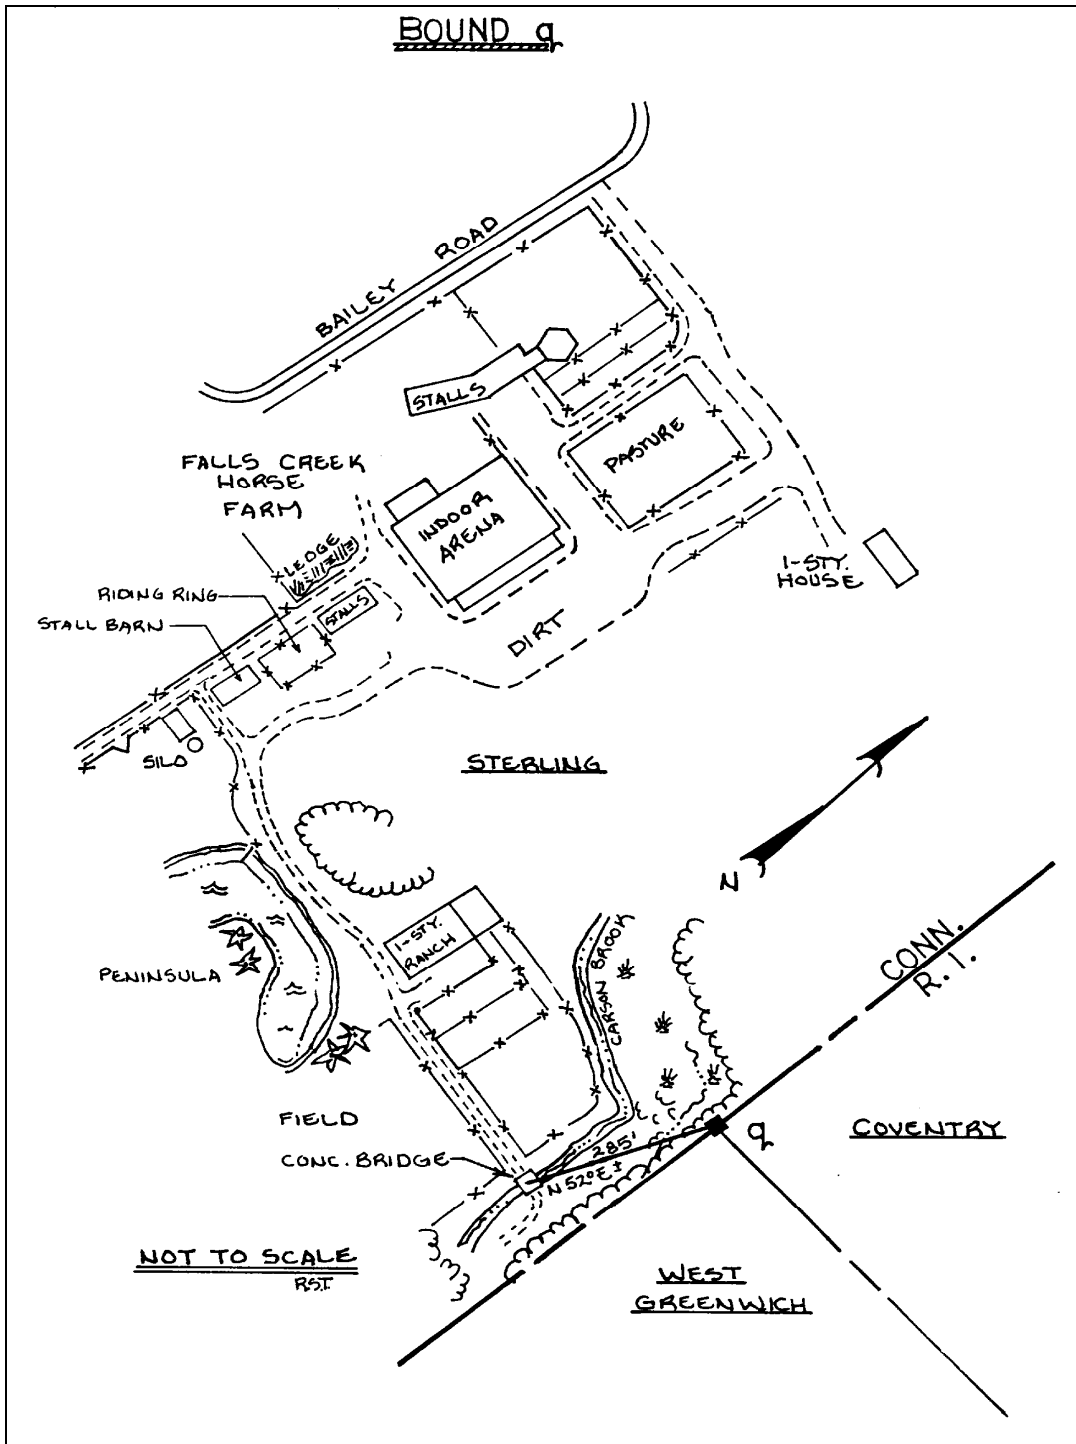 BOUND q
BAILEY ROAD
STALLS
PASTURE
FALLS CREEK
HORSE
FARM
INDOOR
ARENA
LEDGE
1-STY.
HOUSE
RIDING RING
STALLS
STALL BARN
DIRT
SILO
STERLING
N
1-STY.
RANCH
CARSON BROOK
CONN.
R.I.
PENINSULA
FIELD
q
COVENTRY
285'
CONC. BRIDGE
N 52°E±
NOT TO SCALE
R.S.T.
WEST
GREENWICH